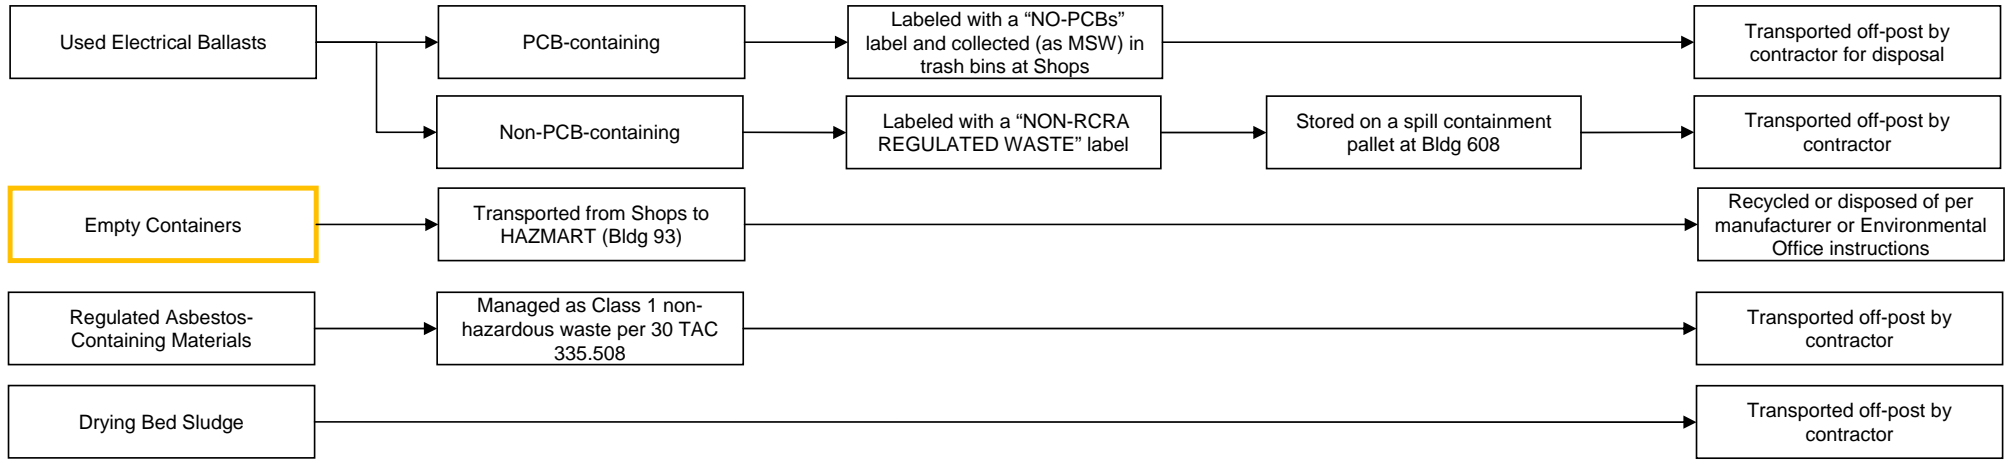 Used Electrical Ballasts
PCB-containing
Labeled with a “NO-PCBs”
label and collected (as MSW) in
trash bins at Shops
Transported off-post by
contractor for disposal
Non-PCB-containing
Labeled with a “NON-RCRA
REGULATED WASTE” label
Stored on a spill containment
pallet at Bldg 608
Transported off-post by
contractor
Empty Containers
Transported from Shops to
HAZMART (Bldg 93)
Recycled or disposed of per
manufacturer or Environmental
Office instructions
Regulated Asbestos-
Containing Materials
Managed as Class 1 non-
hazardous waste per 30 TAC
335.508
Transported off-post by
contractor
Drying Bed Sludge
Transported off-post by
contractor